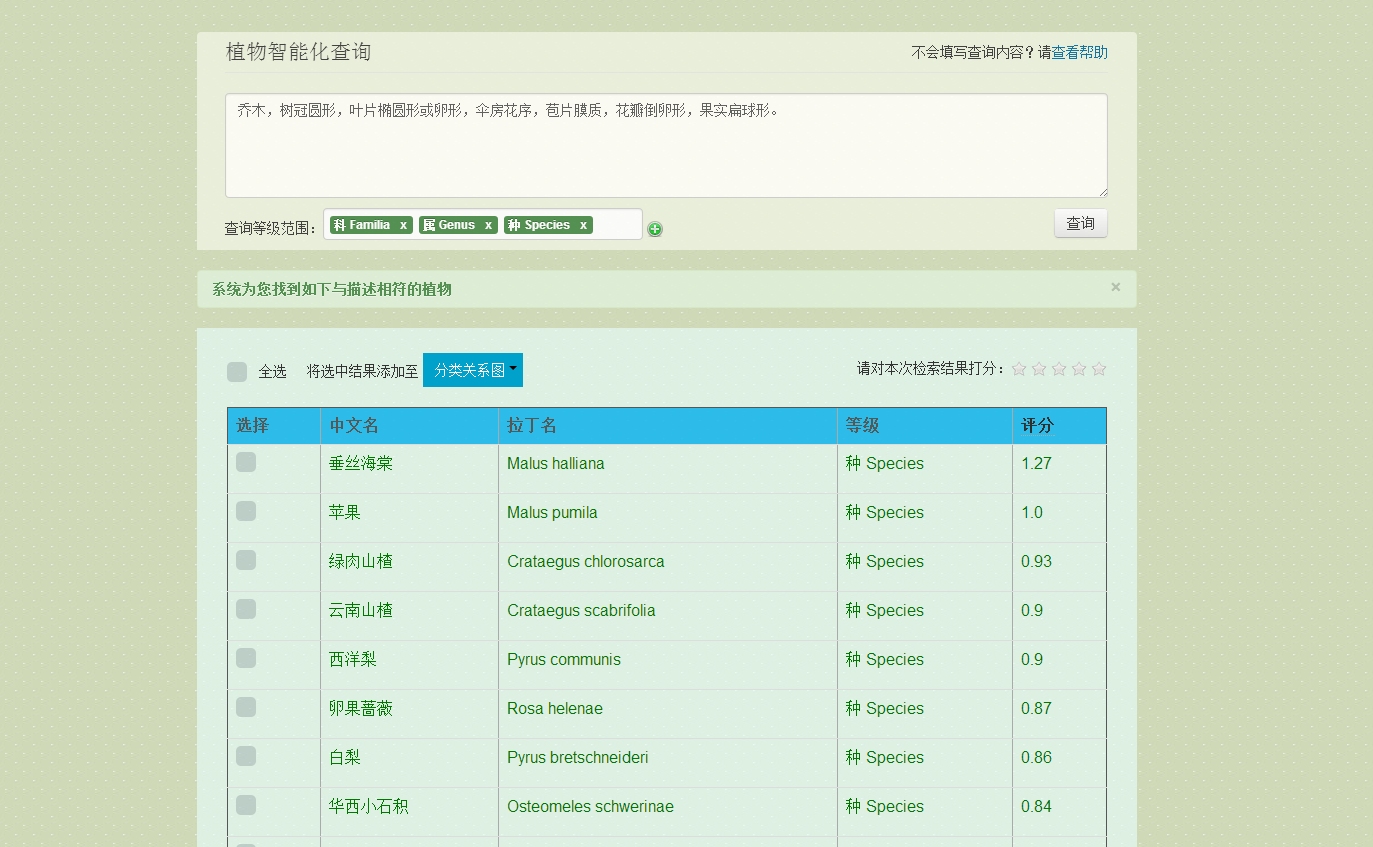 植物智能化查询 不会填写查询内容？请查看帮助
乔木，树冠圆形，叶片椭圆形或卵形，伞房花序，苞片膜质，花瓣倒卵形，果实扁球形。
查询等级范围： 科 Familia x 属 Genus x 种 Species x 查询
系统为您找到如下与描述相符的植物 ×
全选 将选中结果添加至 分类关系图 请对本次检索结果打分：
选择 中文名 拉丁名 等级 评分
垂丝海棠 Malus halliana 种 Species 1.27
苹果 Malus pumila 种 Species 1.0
绿肉山楂 Crataegus chlorosarca 种 Species 0.93
云南山楂 Crataegus scabrifolia 种 Species 0.9
西洋梨 Pyrus communis 种 Species 0.9
卵果蔷薇 Rosa helenae 种 Species 0.87
白梨 Pyrus bretschneideri 种 Species 0.86
华西小石积 Osteomeles schwerinae 种 Species 0.84